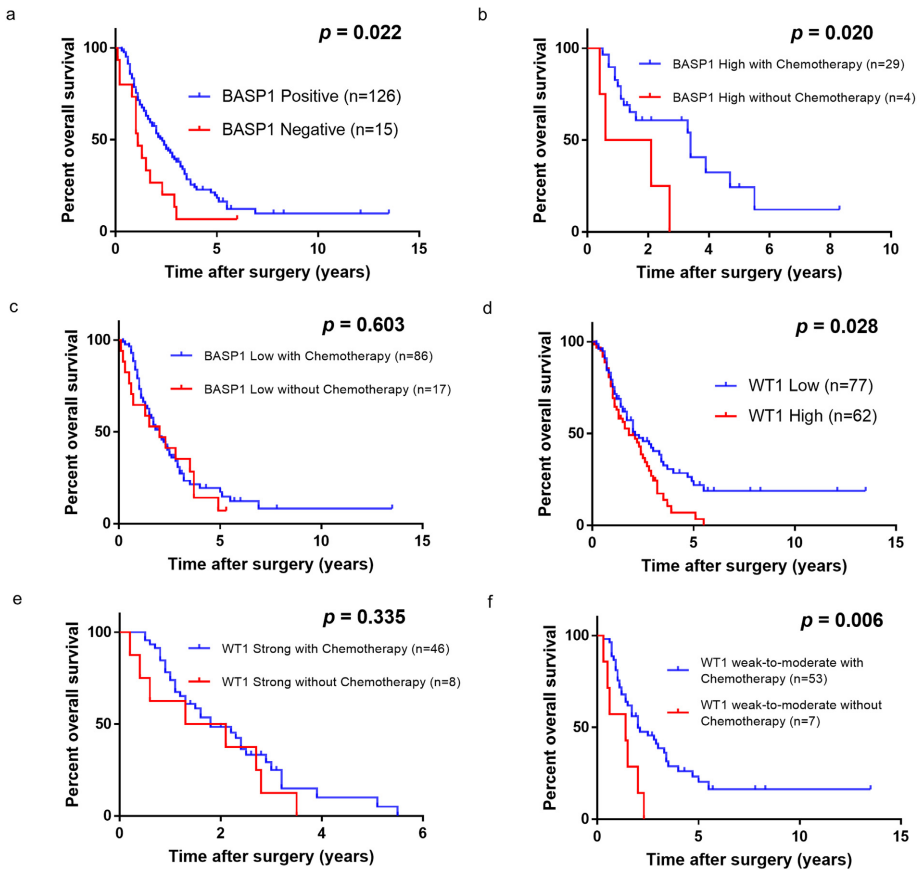 a
p = 0.022
Percent overall survival
100
50
0
BASP1 Positive (n=126)
BASP1 Negative (n=15)
0 5 10 15
Time after surgery (years)
b
p = 0.020
Percent overall survival
100
50
0
BASP1 High with Chemotherapy (n=29)
BASP1 High without Chemotherapy (n=4)
0 2 4 6 8 10
Time after surgery (years)
c
p = 0.603
Percent overall survival
100
50
0
BASP1 Low with Chemotherapy (n=86)
BASP1 Low without Chemotherapy (n=17)
0 5 10 15
Time after surgery (years)
d
p = 0.028
Percent overall survival
100
50
0
WT1 Low (n=77)
WT1 High (n=62)
0 5 10 15
Time after surgery (years)
e
p = 0.335
Percent overall survival
100
50
0
WT1 Strong with Chemotherapy (n=46)
WT1 Strong without Chemotherapy (n=8)
0 2 4 6
Time after surgery (years)
f
p = 0.006
Percent overall survival
100
50
0
WT1 weak-to-moderate with
Chemotherapy (n=53)
WT1 weak-to-moderate without
Chemotherapy (n=7)
0 5 10 15
Time after surgery (years)